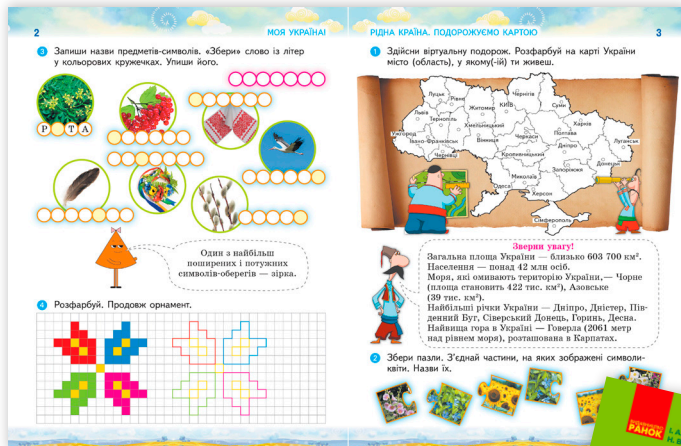 2
МОЯ УКРАЇНА!
3 Запиши назви предметів-символів. «Збери» слово із літер
у кольорових кружечках. Упиши його.
Р У Т А
Один з найбільш
поширених і потужних
символів-оберегів — зірка.
4 Розфарбуй. Продовж орнамент.
РІДНА КРАЇНА. ПОДОРОЖУЄМО КАРТОЮ
3
1 Здійсни віртуальну подорож. Розфарбуй на карті України
місто (область), у якому(-ій) ти живеш.
Луцьк
Рівне
Житомир
КИЇВ
Чернігів
Суми
Львів
Тернопіль
Хмельницький
Харків
Ужгород
Івано-Франківськ
Вінниця
Черкаси
Полтава
Луганськ
Чернівці
Кропивницький
Дніпро
Донецьк
Миколаїв
Запоріжжя
Одеса
Херсон
Сімферополь
Зверни увагу!
Загальна площа України — близько 603 700 км².
Населення — понад 42 млн осіб.
Моря, які омивають територію України,— Чорне
(площа становить 422 тис. км²), Азовське
(39 тис. км²).
Найбільші річки України — Дніпро, Дністер, Пів-
денний Буг, Сіверський Донець, Горинь, Десна.
Найвища гора в Україні — Говерла (2061 метр
над рівнем моря), розташована в Карпатах.
2 Збери пазли. З'єднай частини, на яких зображені символи-
квіти. Назви їх.
ВИДАВНИЦТВО
РАНОК